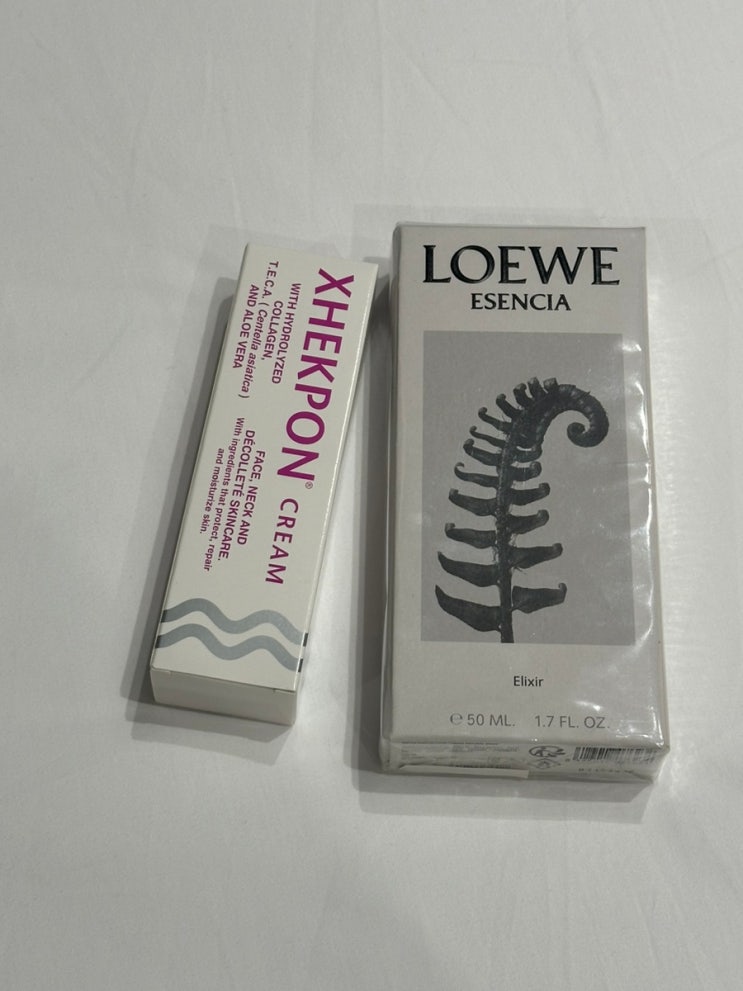 XHEKPON® CREAM
WITH HYDROLYZED
COLLAGEN,
T.E.C.A. ( Centella asiatica )
AND ALOE VERA
FACE, NECK AND
DÉCOLLETÉ SKINCARE.
With ingredients that protect, repair
and moisturize skin.
LOEWE
ESENCIA
Elixir
℮ 50 ML. 1.7 FL. OZ.